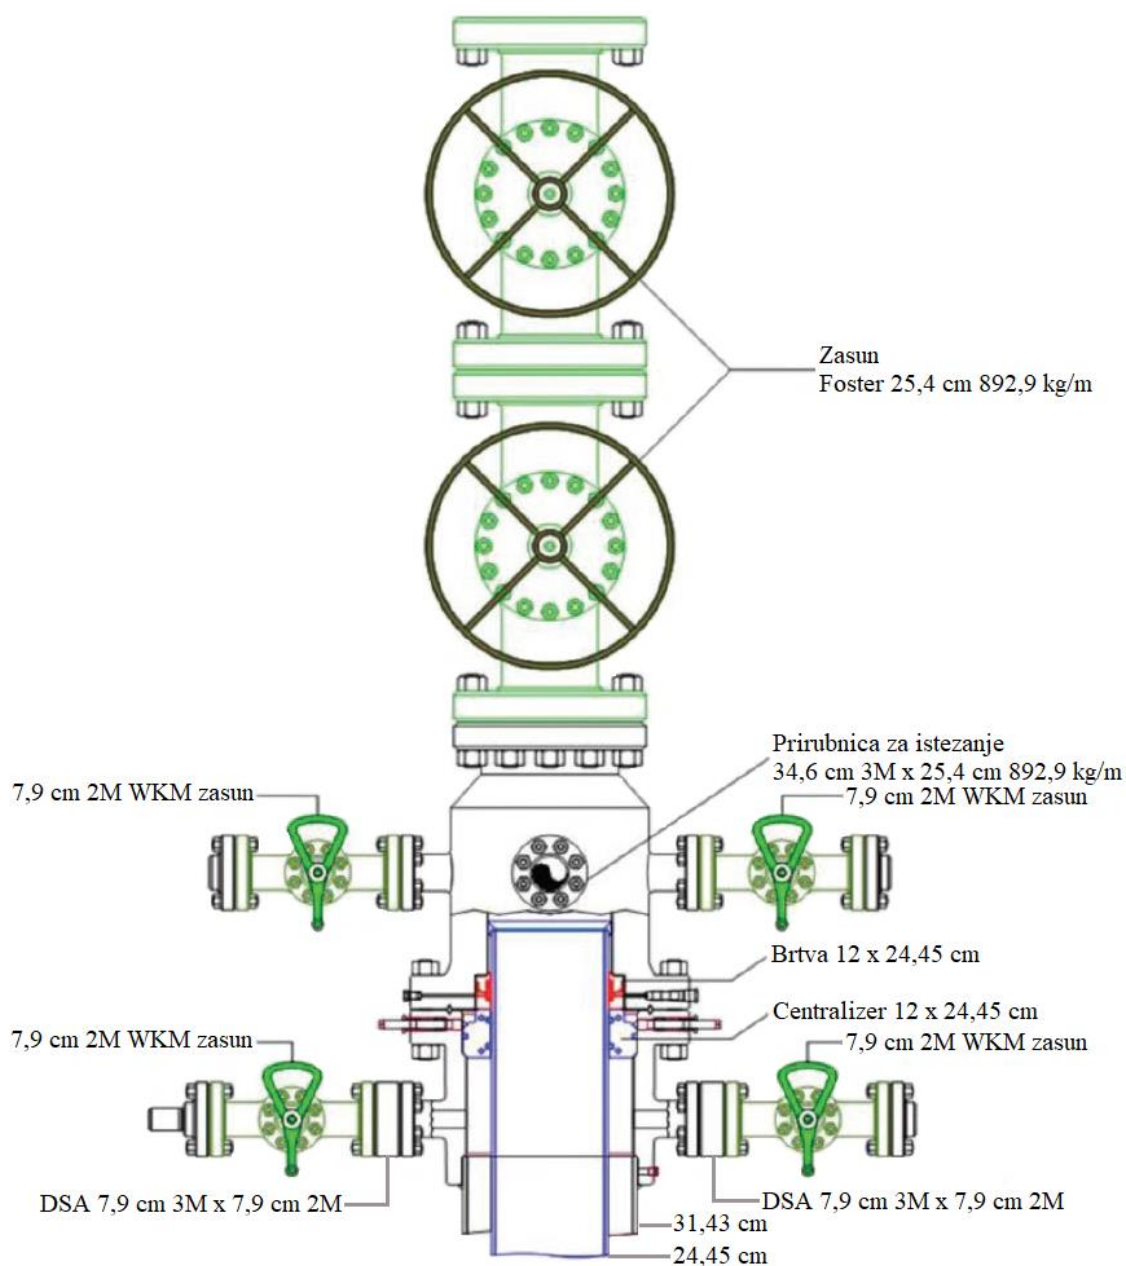 Zasun
Foster 25,4 cm 892,9 kg/m
Prirubnica za istezanje
34,6 cm 3M x 25,4 cm 892,9 kg/m
7,9 cm 2M WKM zasun
7,9 cm 2M WKM zasun
Brtva 12 x 24,45 cm
Centralizer 12 x 24,45 cm
7,9 cm 2M WKM zasun
7,9 cm 2M WKM zasun
DSA 7,9 cm 3M x 7,9 cm 2M
DSA 7,9 cm 3M x 7,9 cm 2M
31,43 cm
24,45 cm